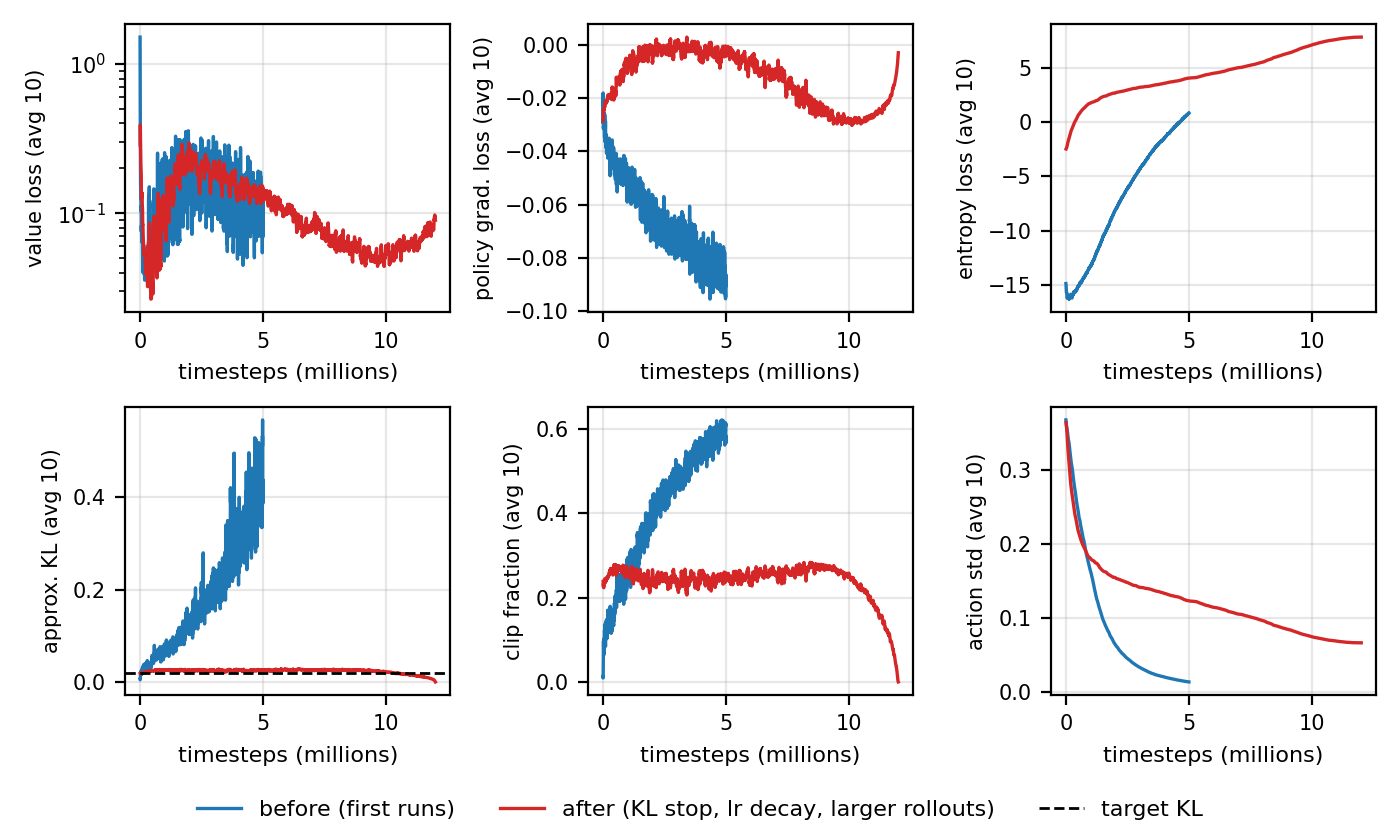 value loss (avg 10)
10⁰
10⁻¹
0
5
10
timesteps (millions)
policy grad. loss (avg 10)
0.00
−0.02
−0.04
−0.06
−0.08
−0.10
0
5
10
timesteps (millions)
entropy loss (avg 10)
5
0
−5
−10
−15
0
5
10
timesteps (millions)
approx. KL (avg 10)
0.4
0.2
0.0
0
5
10
timesteps (millions)
clip fraction (avg 10)
0.6
0.4
0.2
0.0
0
5
10
timesteps (millions)
action std (avg 10)
0.3
0.2
0.1
0.0
0
5
10
timesteps (millions)
before (first runs)
after (KL stop, lr decay, larger rollouts)
target KL